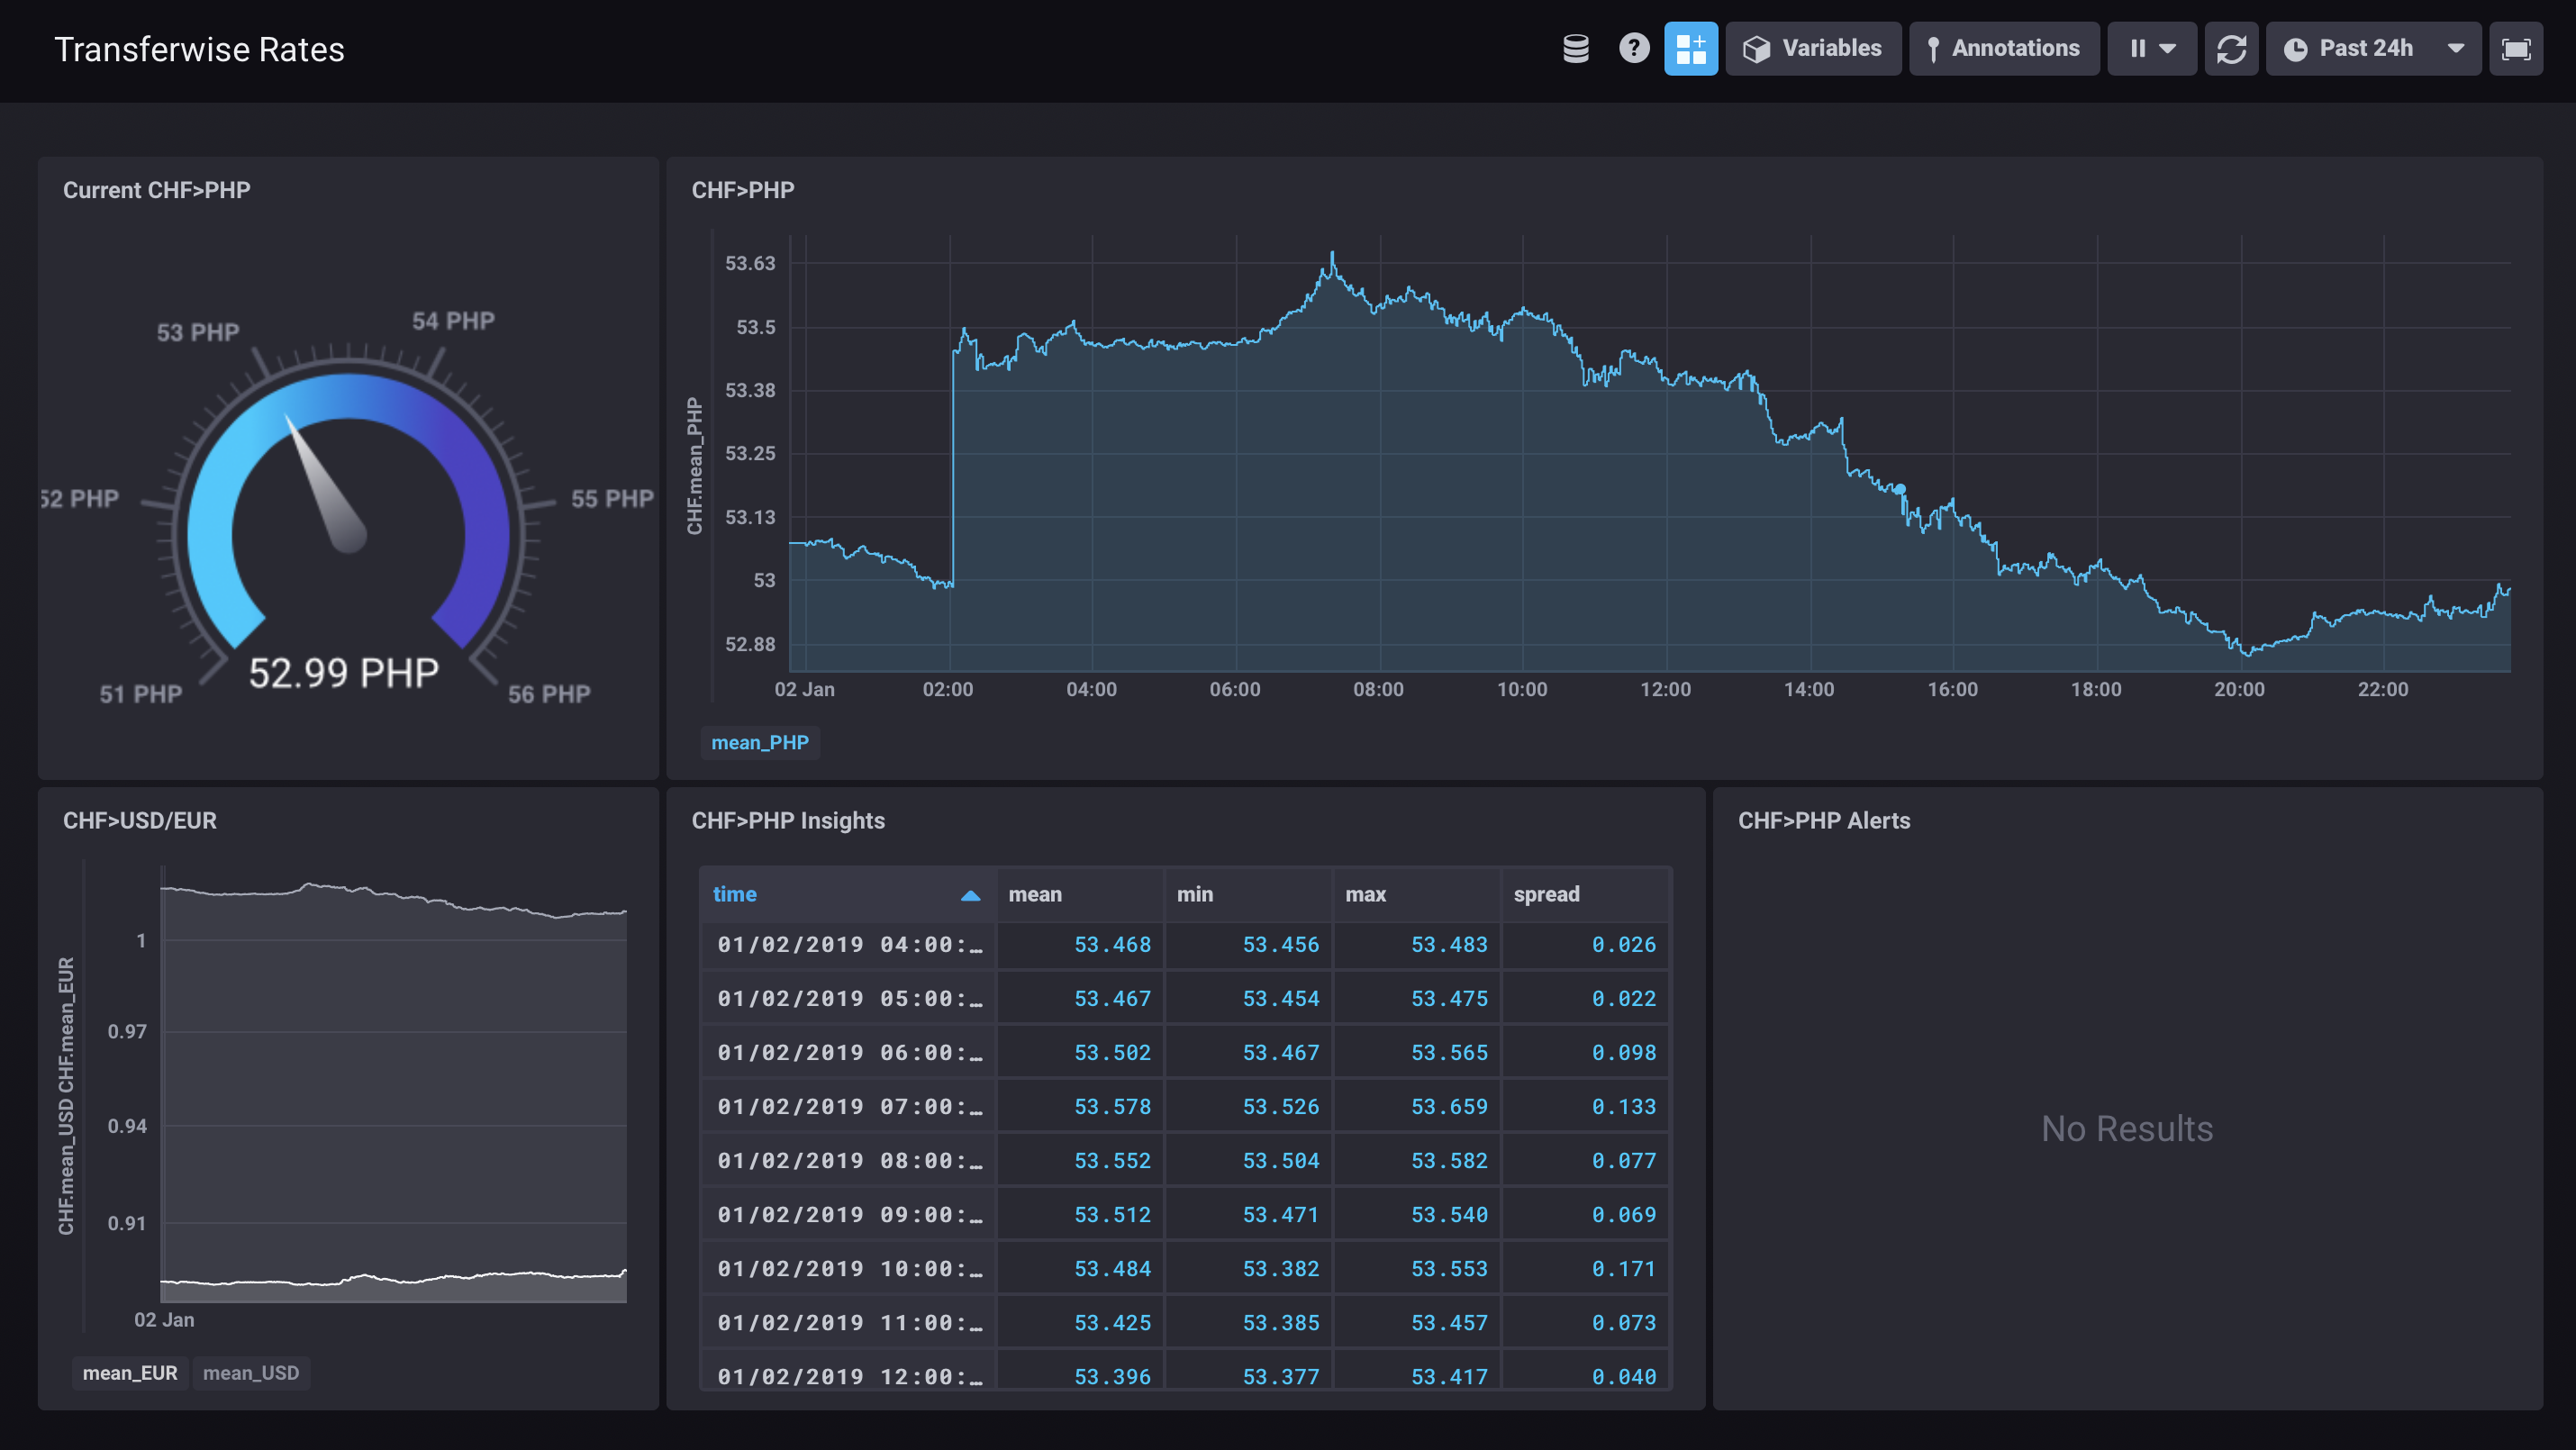 Transferwise Rates
? Variables Annotations Past 24h
Current CHF>PHP
53 PHP 54 PHP
52 PHP 55 PHP
52.99 PHP
51 PHP 56 PHP
CHF>PHP
CHF.mean_PHP
53.63
53.5
53.38
53.25
53.13
53
52.88
02 Jan 02:00 04:00 06:00 08:00 10:00 12:00 14:00 16:00 18:00 20:00 22:00
mean_PHP
CHF>USD/EUR
CHF.mean_USD CHF.mean_EUR
1
0.97
0.94
0.91
02 Jan
mean_EUR mean_USD
CHF>PHP Insights
time mean min max spread
01/02/2019 04:00:… 53.468 53.456 53.483 0.026
01/02/2019 05:00:… 53.467 53.454 53.475 0.022
01/02/2019 06:00:… 53.502 53.467 53.565 0.098
01/02/2019 07:00:… 53.578 53.526 53.659 0.133
01/02/2019 08:00:… 53.552 53.504 53.582 0.077
01/02/2019 09:00:… 53.512 53.471 53.540 0.069
01/02/2019 10:00:… 53.484 53.382 53.553 0.171
01/02/2019 11:00:… 53.425 53.385 53.457 0.073
01/02/2019 12:00:… 53.396 53.377 53.417 0.040
CHF>PHP Alerts
No Results